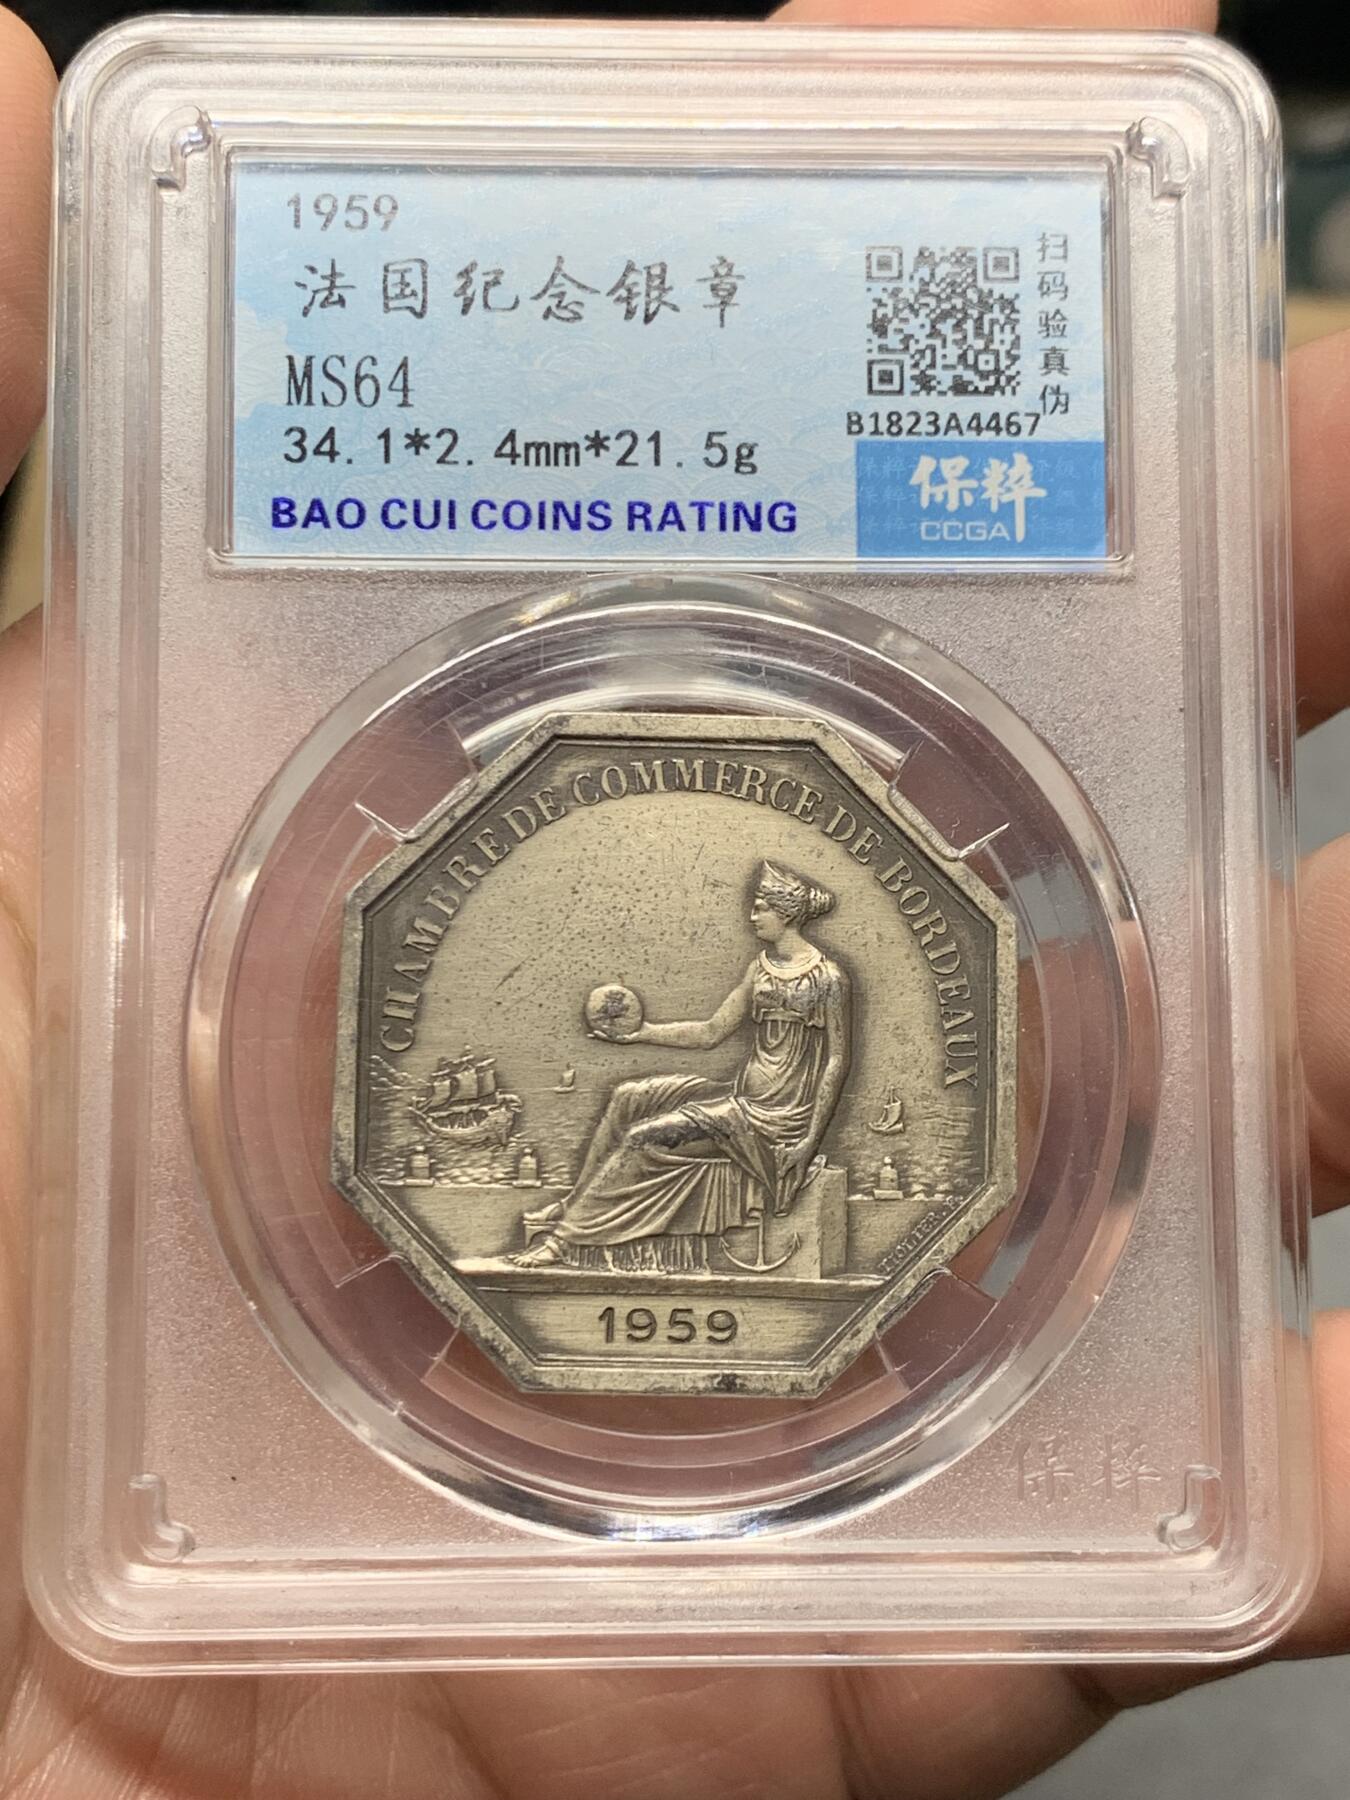 1959
法国纪念银章
MS64
34.1*2.4mm*21.5g
BAO CUI COINS RATING
扫码验真伪
B1823A4467
保粹
CCGA
CHAMBRE DE COMMERCE DE BORDEAUX
TIOLIER. F.
1959
保粹